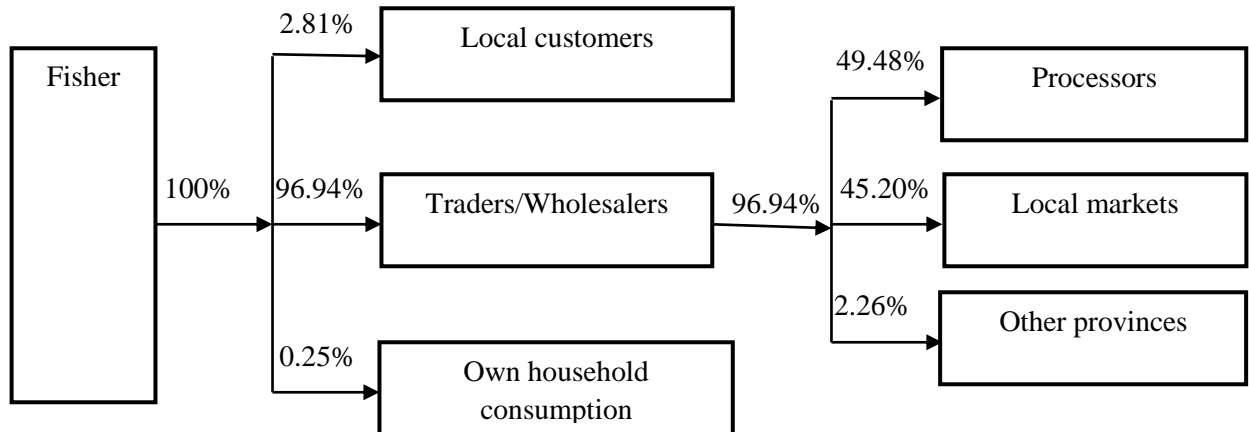 2.81%
Local customers
Fisher
49.48%
Processors
100%
96.94%
Traders/Wholesalers
96.94%
45.20%
Local markets
2.26%
Other provinces
0.25%
Own household
consumption